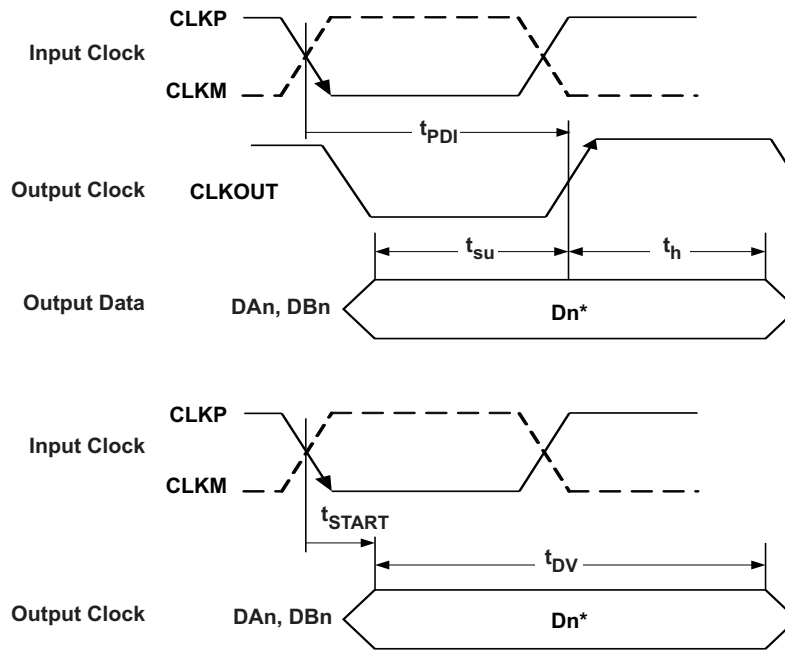 CLKP
Input Clock
CLKM
tPDI
Output Clock CLKOUT
tsu th
Output Data DAn, DBn Dn*
CLKP
Input Clock
CLKM
tSTART
tDV
Output Clock DAn, DBn Dn*